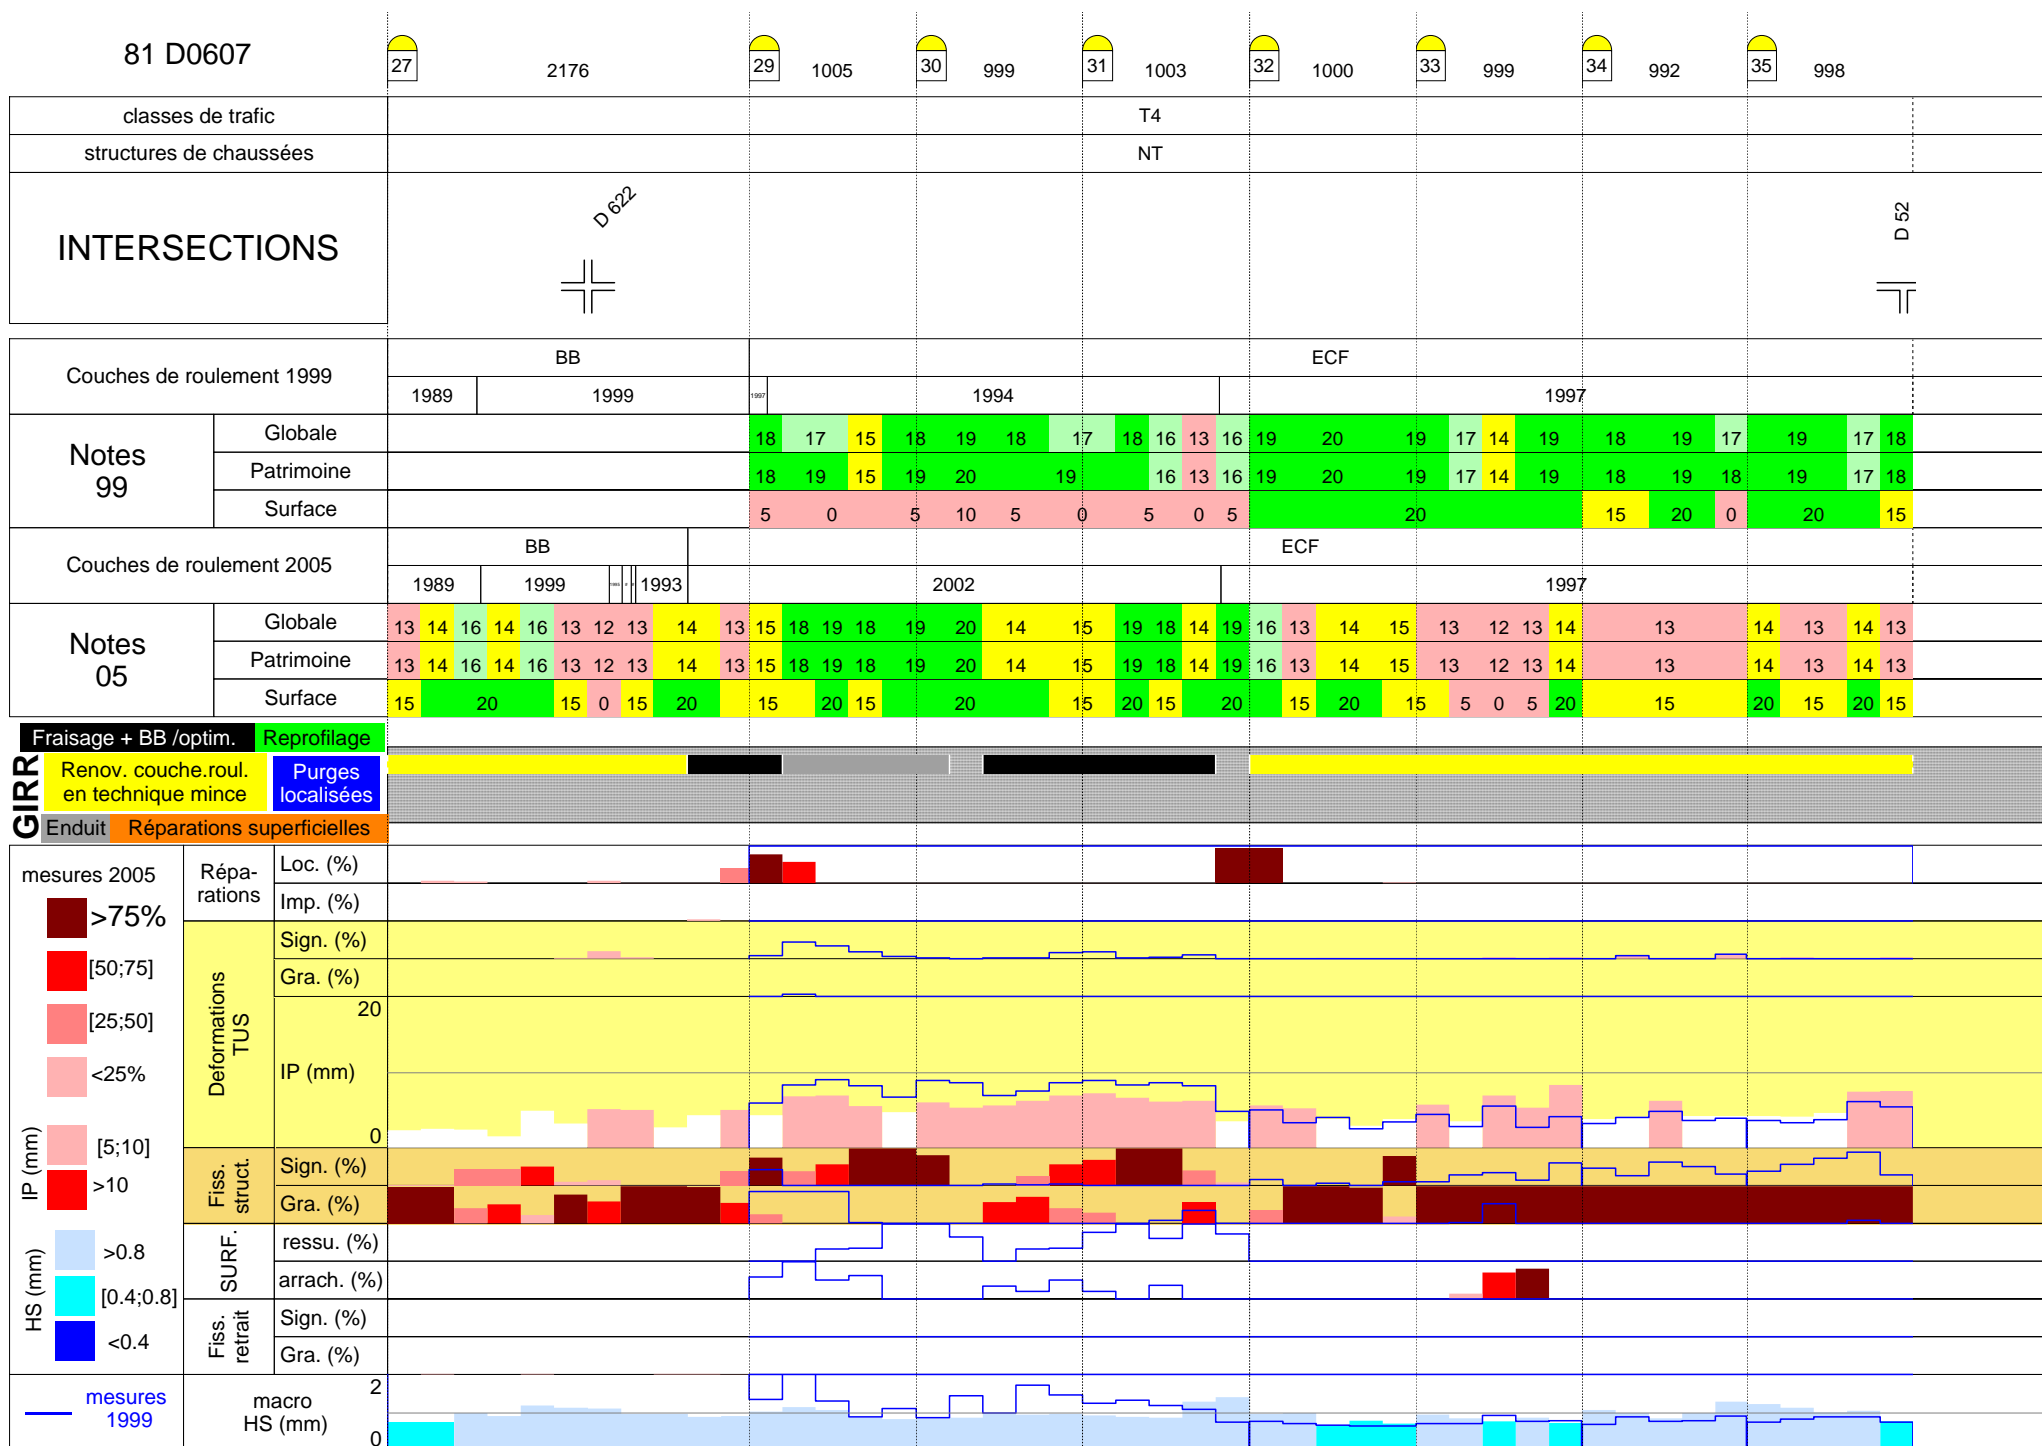 81 D0607
27 2176 29 1005 30 999 31 1003 32 1000 33 999 34 992 35 998
classes de trafic T4
structures de chaussées NT
INTERSECTIONS
D 622
D 52
Couches de roulement 1999
BB ECF
1989 1999 1997 1994 1997
Notes
99
Globale 18 17 15 18 19 18 17 18 16 13 16 19 20 19 17 14 19 18 19 17 19 17 18
Patrimoine 18 19 15 19 20 19 16 13 16 19 20 19 17 14 19 18 19 18 19 17 18
Surface 5 0 5 10 5 0 5 0 5 20 15 20 0 20 15
Couches de roulement 2005
BB ECF
1989 1999 1993 2002 1997
Notes
05
Globale 13 14 16 14 16 13 12 13 14 13 15 18 19 18 19 20 14 15 19 18 14 19 16 13 14 15 13 12 13 14 13 14 13 14 13
Patrimoine 13 14 16 14 16 13 12 13 14 13 15 18 19 18 19 20 14 15 19 18 14 19 16 13 14 15 13 12 13 14 13 14 13 14 13
Surface 15 20 15 0 15 20 15 20 15 20 15 20 15 20 15 20 15 5 0 5 20 15 20 15 20 15
GIRR
Fraisage + BB /optim. Reprofilage
Renov. couche.roul.
en technique mince
Purges
localisées
Enduit Réparations superficielles
mesures 2005
>75%
[50;75]
[25;50]
<25%
IP (mm)
[5;10]
>10
HS (mm)
>0.8
[0.4;0.8]
<0.4
mesures
1999
Répa-
rations
Loc. (%)
Imp. (%)
Deformations
TUS
Sign. (%)
Gra. (%)
20
IP (mm)
0
Fiss.
struct.
Sign. (%)
Gra. (%)
SURF.
ressu. (%)
arrach. (%)
Fiss.
retrait
Sign. (%)
Gra. (%)
macro
HS (mm)
2
0